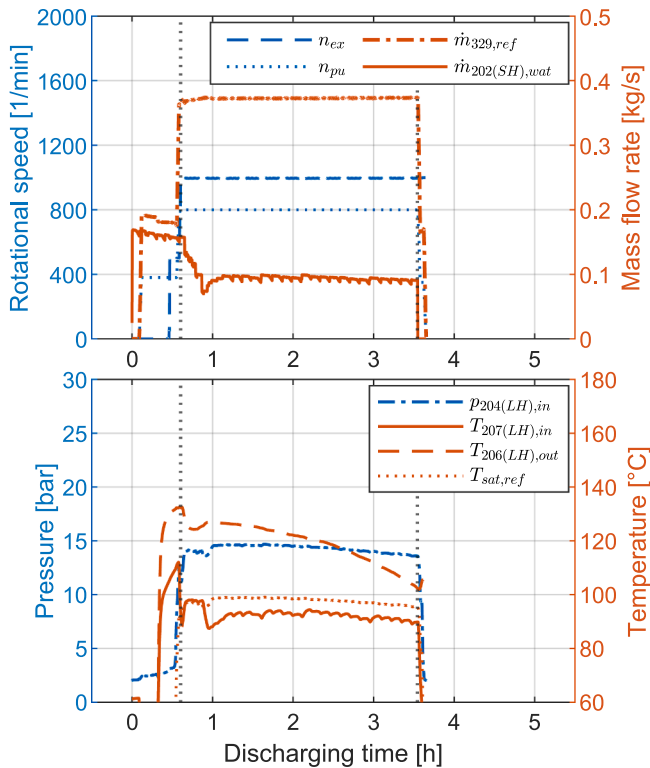 2000
1600
1200
800
400
0
Rotational speed [1/min]
n_ex
n_pu
ṁ_329,ref
ṁ_202(SH),wat
0.5
0.4
0.3
0.2
0.1
0
Mass flow rate [kg/s]
0 1 2 3 4 5
30
25
20
15
10
5
0
Pressure [bar]
p_204(LH),in
T_207(LH),in
T_206(LH),out
T_sat,ref
180
160
140
120
100
80
60
Temperature [°C]
0 1 2 3 4 5
Discharging time [h]